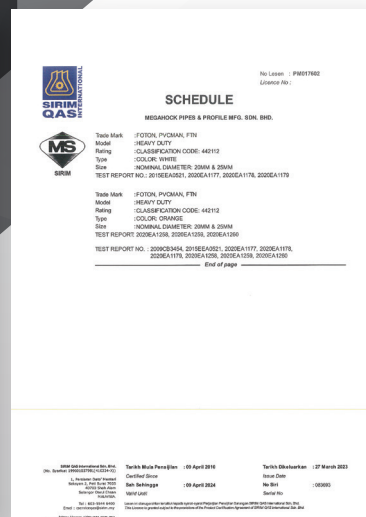 No Lesen : PM017602
Licence No :
SIRIM
QAS
INTERNATIONAL
SCHEDULE
MEGAHOCK PIPES & PROFILE MFG. SDN. BHD.
MS
SIRIM
Trade Mark :FOTON, PVCMAN, FTN
Model :HEAVY DUTY
Rating :CLASSIFICATION CODE: 442112
Type :COLOR: WHITE
Size :NOMINAL DIAMETER: 20MM & 25MM
TEST REPORT NO.: 2015EEA0521, 2020EA1177, 2020EA1178, 2020EA1179
Trade Mark :FOTON, PVCMAN, FTN
Model :HEAVY DUTY
Rating :CLASSIFICATION CODE: 442112
Type :COLOR: ORANGE
Size :NOMINAL DIAMETER: 20MM & 25MM
TEST REPORT: 2020EA1258, 2020EA1259, 2020EA1260
TEST REPORT NO. : 2009CB3454, 2015EEA0521, 2020EA1177, 2020EA1178,
2020EA1179, 2020EA1258, 2020EA1259, 2020EA1260
End of page
SIRIM QAS International Sdn. Bhd.
Tarikh Mula Pensijilan : 09 April 2010
Certified Since
Sah Sehingga : 09 April 2024
Valid Until
Tarikh Dikeluarkan : 27 March 2023
Issue Date
No Siri : 083693
Serial No